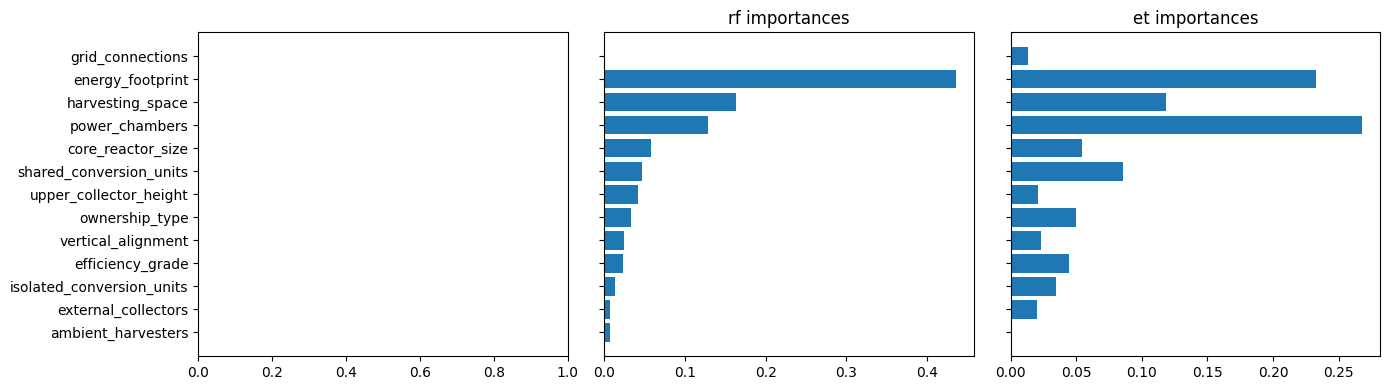 rf importances
et importances
grid_connections
energy_footprint
harvesting_space
power_chambers
core_reactor_size
shared_conversion_units
upper_collector_height
ownership_type
vertical_alignment
efficiency_grade
isolated_conversion_units
external_collectors
ambient_harvesters
0.0 0.2 0.4 0.6 0.8 1.0
0.0 0.1 0.2 0.3 0.4
0.00 0.05 0.10 0.15 0.20 0.25